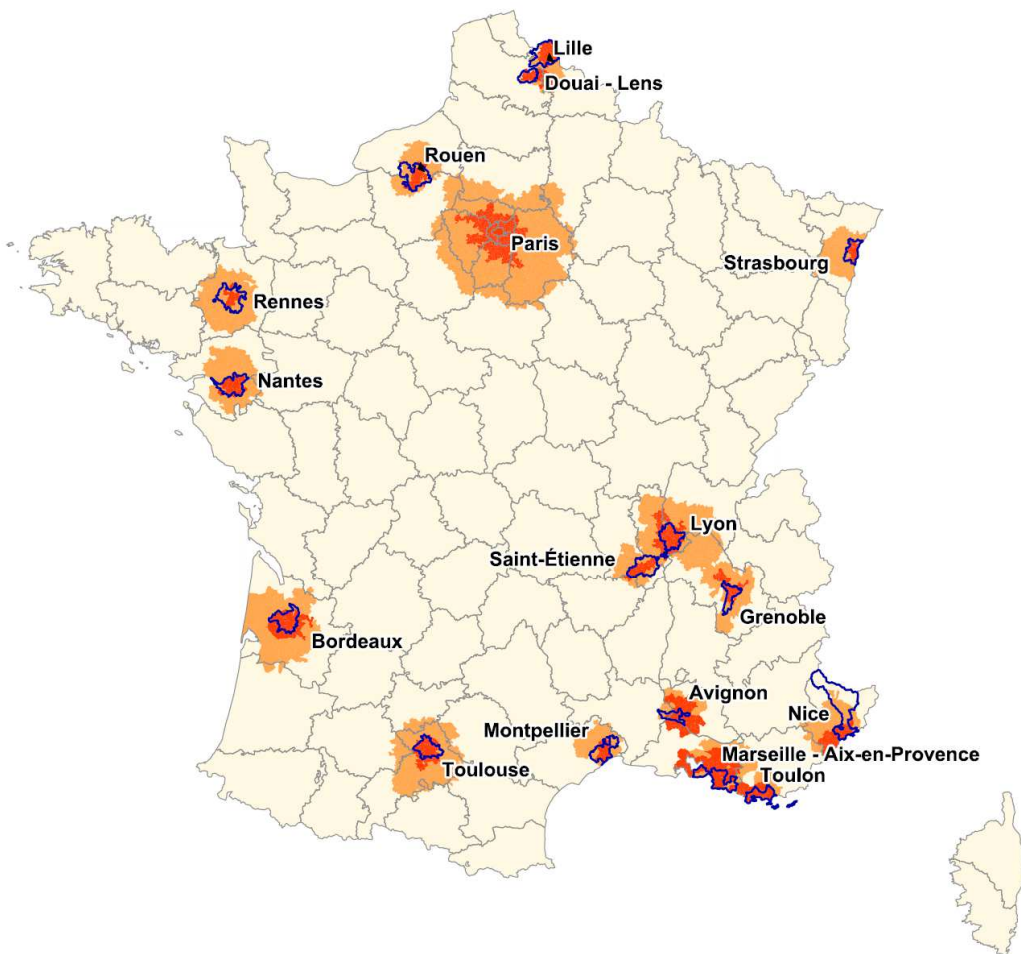 Lille
Douai - Lens
Rouen
Paris
Strasbourg
Rennes
Nantes
Lyon
Saint-Étienne
Grenoble
Bordeaux
Avignon
Nice
Montpellier
Marseille - Aix-en-Provence
Toulouse
Toulon